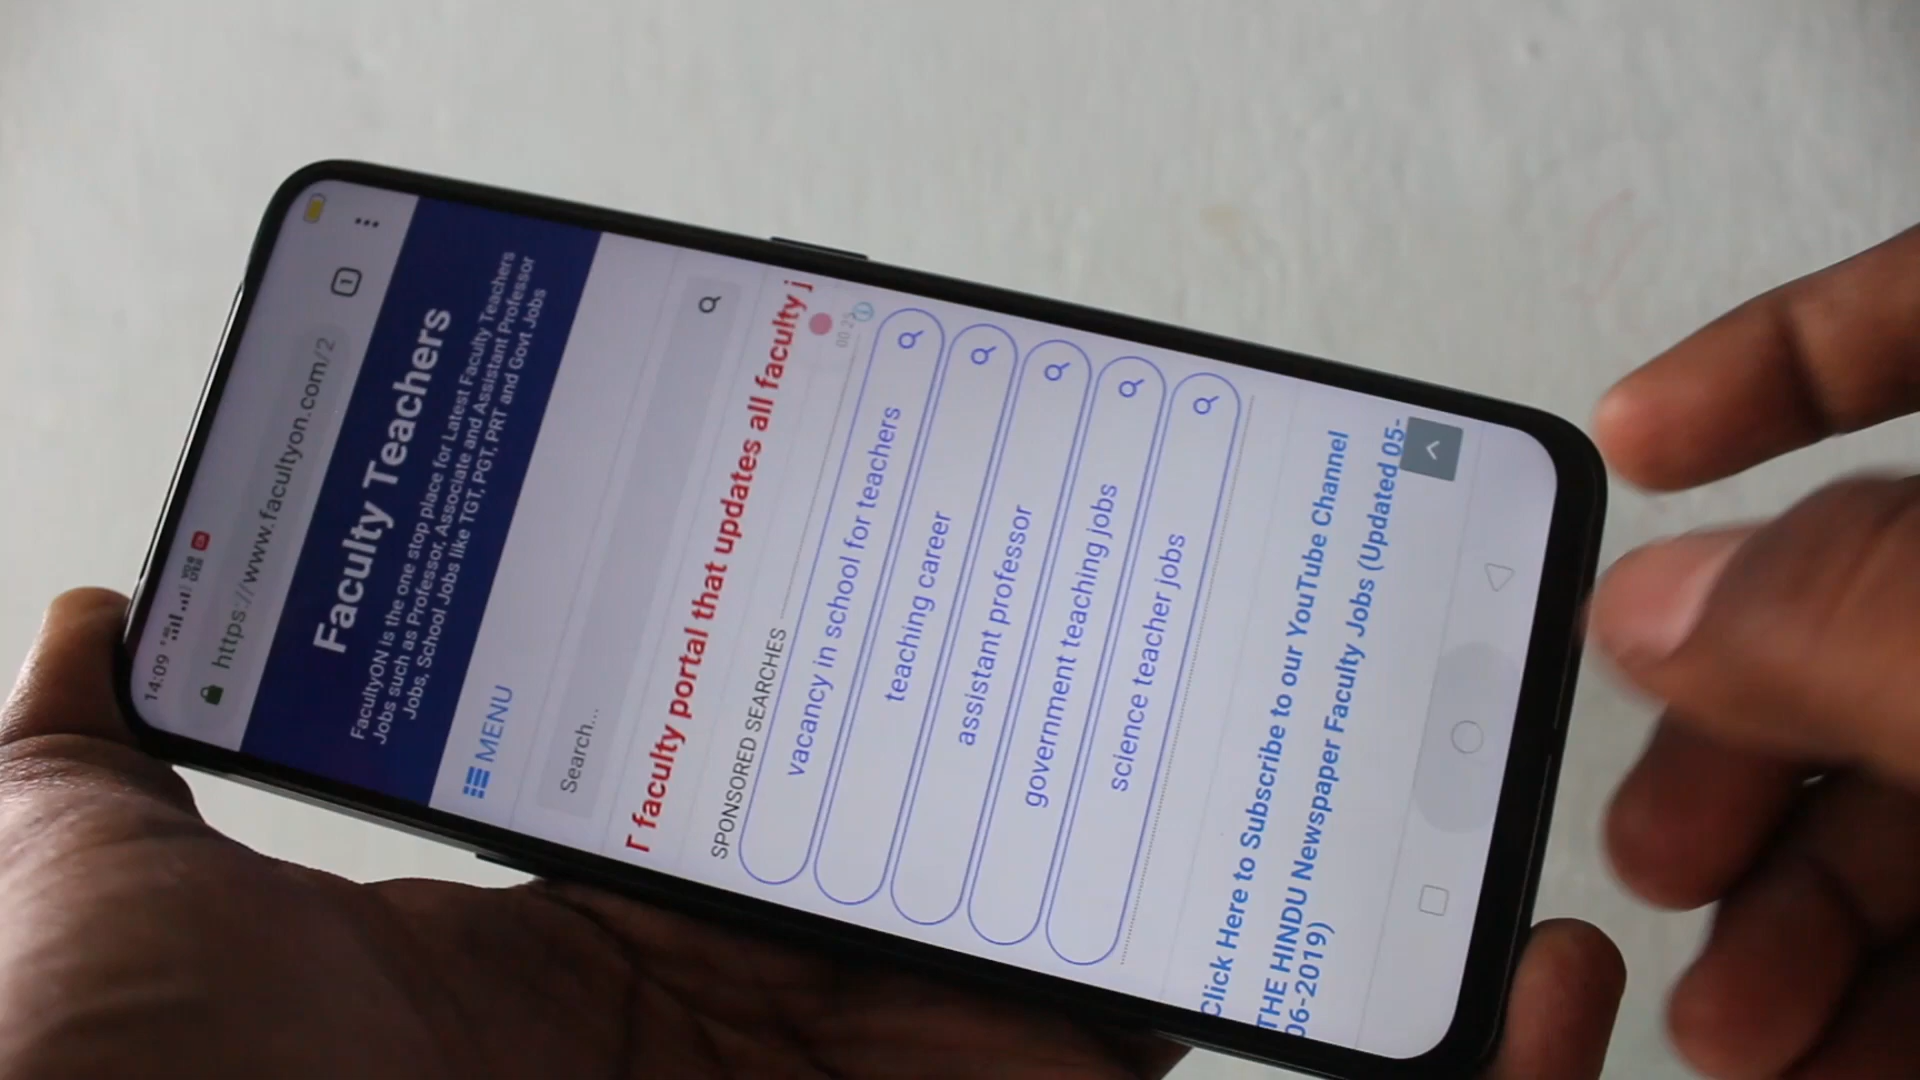 14:09
1
https://www.facultyon.com/2
Faculty Teachers
FacultyON is the one stop place for Latest Faculty Teachers
Jobs such as Professor, Associate and Assistant Professor
Jobs, School Jobs like TGT, PGT, PRT and Govt Jobs
MENU
Search...
faculty portal that updates all faculty j
00:23
SPONSORED SEARCHES
vacancy in school for teachers
teaching career
assistant professor
government teaching jobs
science teacher jobs
Click Here to Subscribe to our YouTube Channel
THE HINDU Newspaper Faculty Jobs (Updated 05-
06-2019)